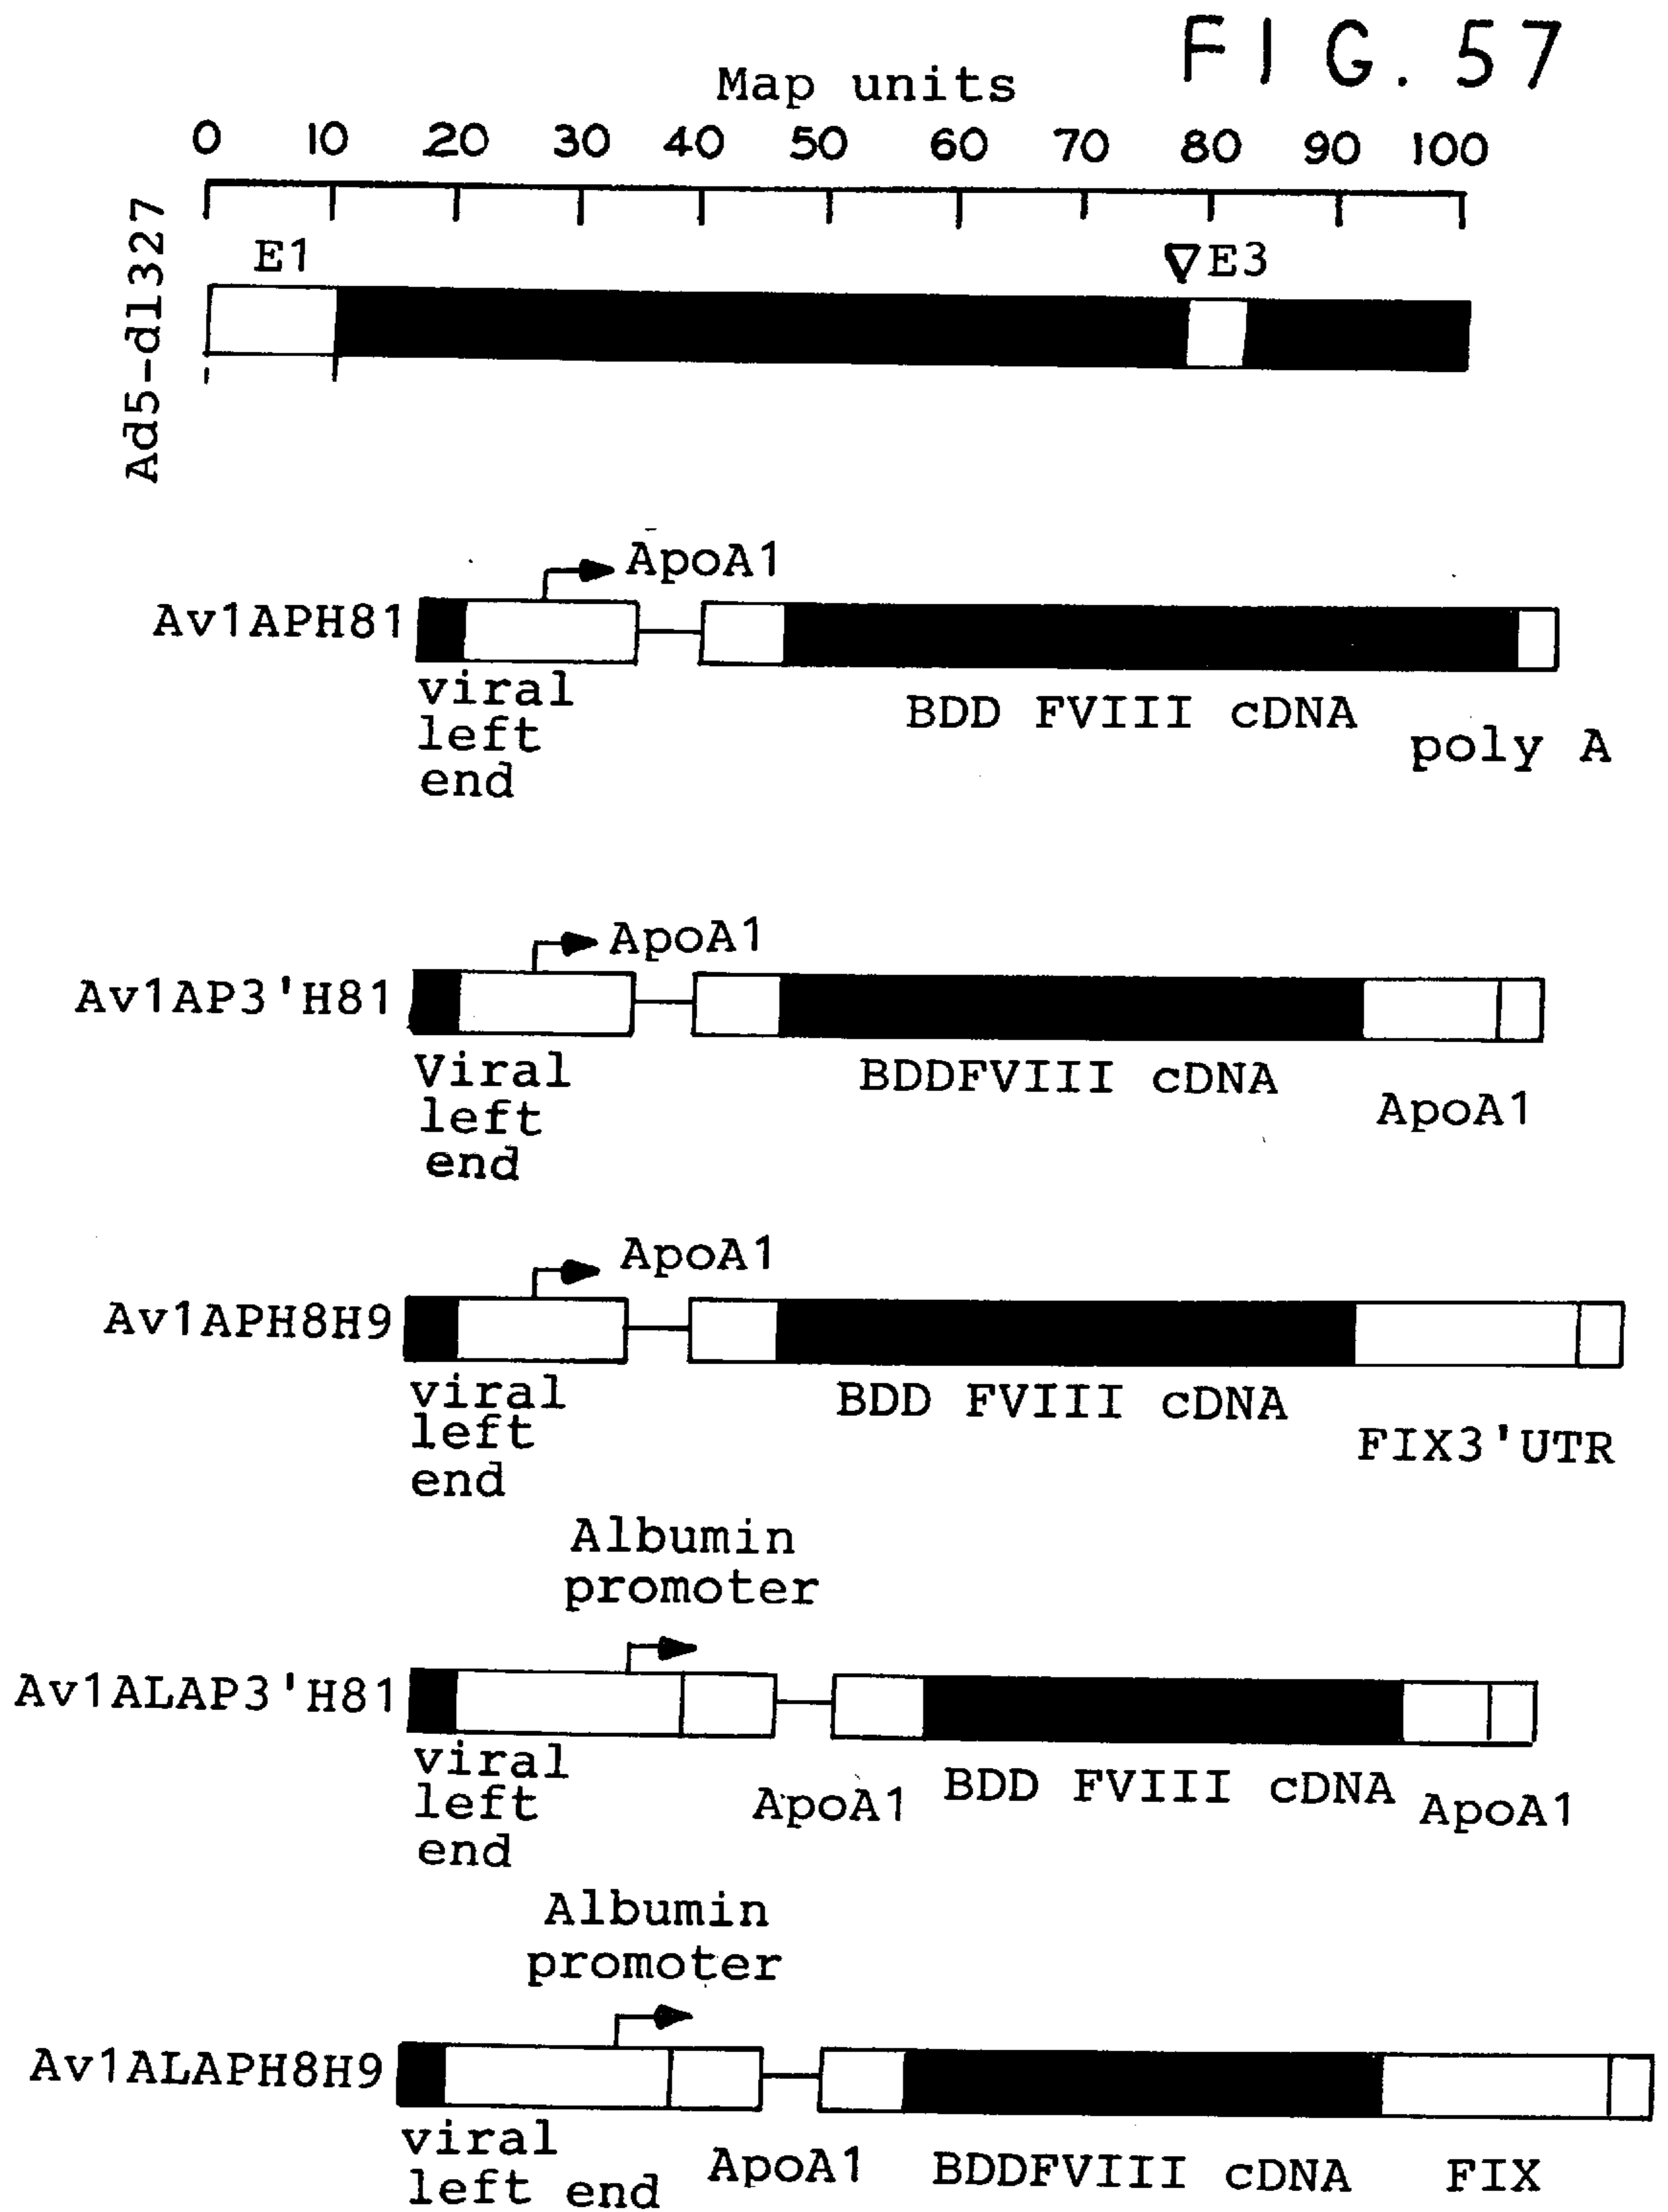 FIG. 57
Map units
0 10 20 30 40 50 60 70 80 90 100
Ad5-dl327
E1
▽E3
ApoA1
Av1APH81
viral
left
end
BDD FVIII cDNA
poly A
ApoA1
Av1AP3'H81
Viral
left
end
BDDFVIII cDNA
ApoA1
ApoA1
Av1APH8H9
viral
left
end
BDD FVIII cDNA
FIX3'UTR
Albumin
promoter
Av1ALAP3'H81
viral
left
end
ApoA1
BDD FVIII cDNA
ApoA1
Albumin
promoter
Av1ALAPH8H9
viral
left end
ApoA1
BDDFVIII cDNA
FIX